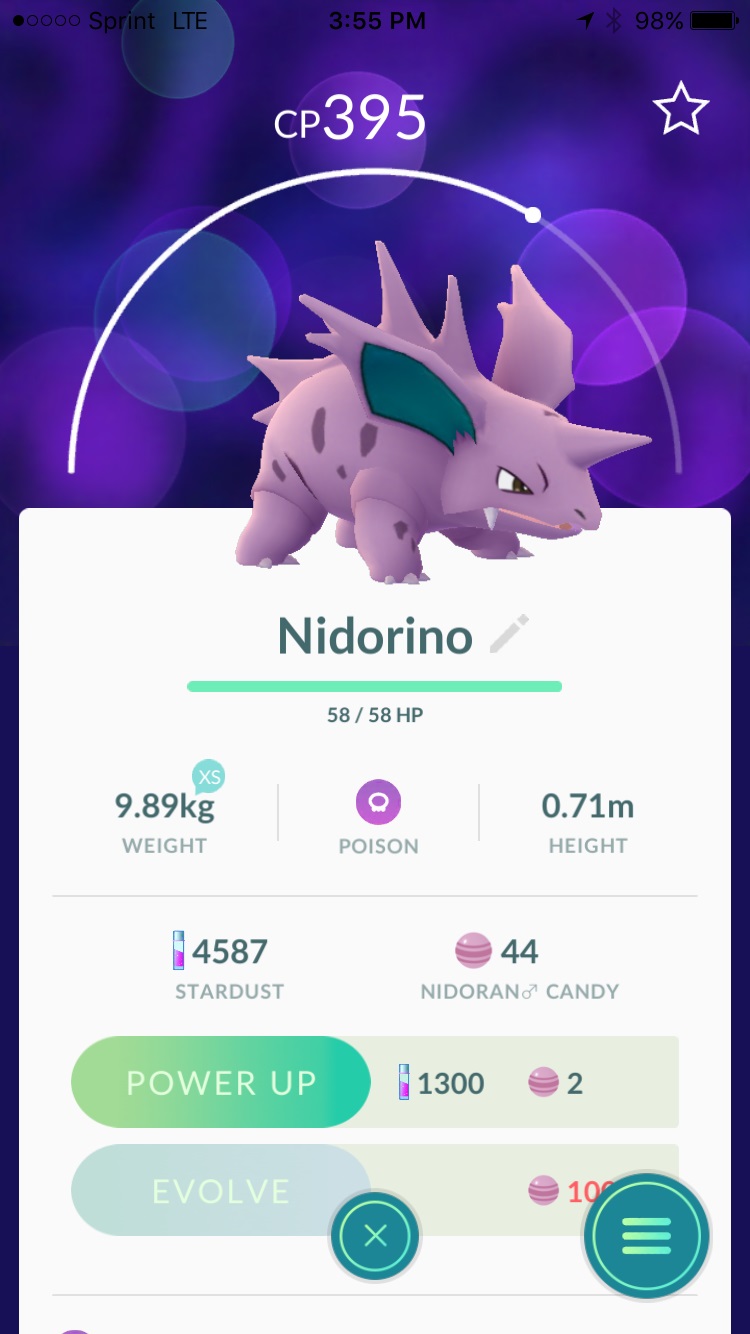 Sprint LTE 3:55 PM 98%
CP395
Nidorino
58 / 58 HP
XS
9.89kg 0.71m
WEIGHT POISON HEIGHT
4587 44
STARDUST NIDORAN♂ CANDY
POWER UP 1300 2
EVOLVE